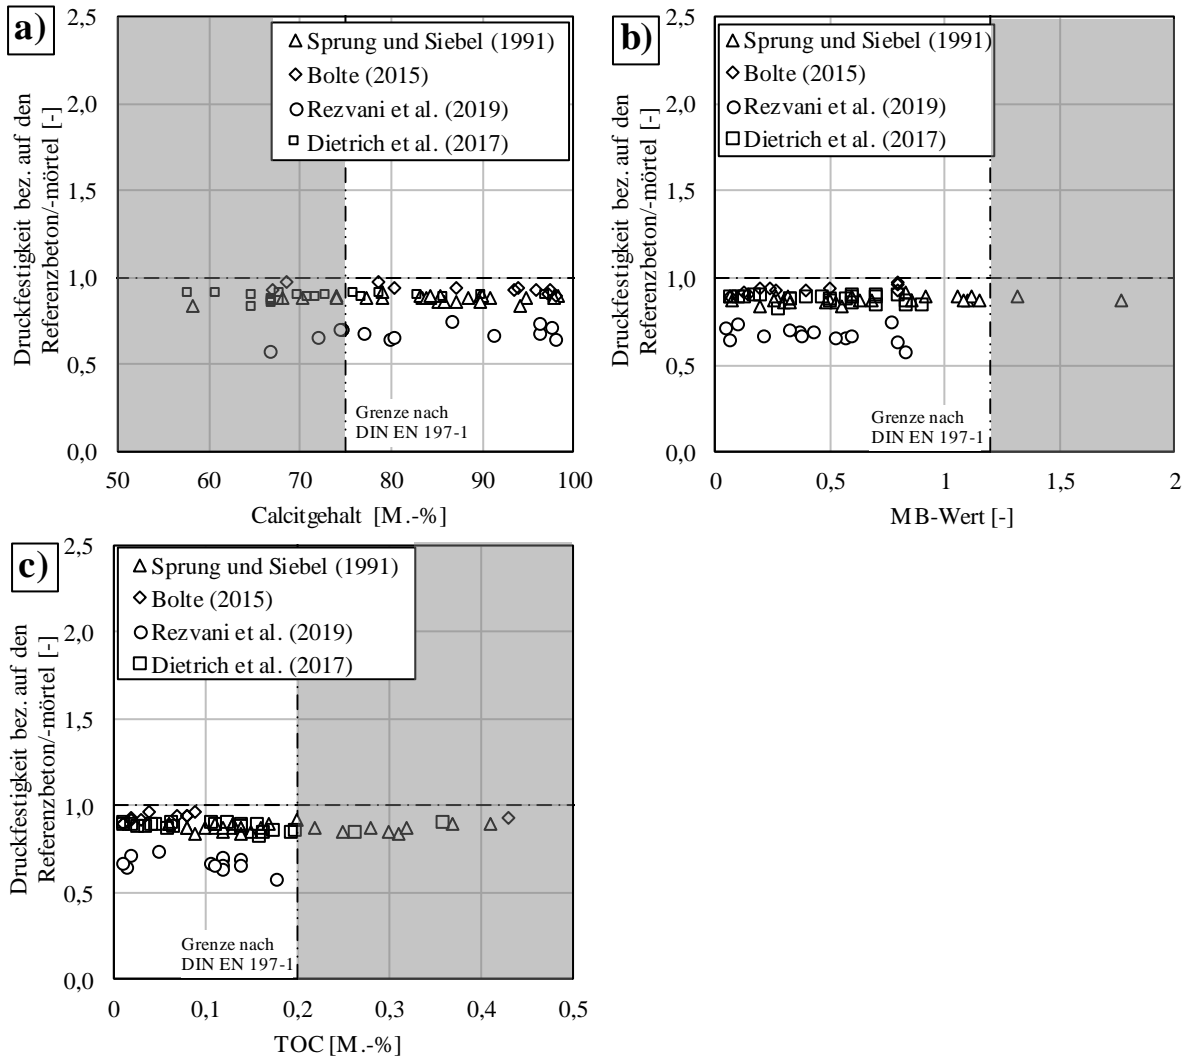 a)
Druckfestigkeit bez. auf den
Referenzbeton/-mörtel [-]
2,5
2,0
1,5
1,0
0,5
0,0
Sprung und Siebel (1991)
Bolte (2015)
Rezvani et al. (2019)
Dietrich et al. (2017)
Grenze nach
DIN EN 197-1
50 60 70 80 90 100
Calcitgehalt [M.-%]
b)
Druckfestigkeit bez. auf den
Referenzbeton/-mörtel [-]
2,5
2,0
1,5
1,0
0,5
0,0
Sprung und Siebel (1991)
Bolte (2015)
Rezvani et al. (2019)
Dietrich et al. (2017)
Grenze nach
DIN EN 197-1
0 0,5 1 1,5 2
MB-Wert [-]
c)
Druckfestigkeit bez. auf den
Referenzbeton/-mörtel [-]
2,5
2,0
1,5
1,0
0,5
0,0
Sprung und Siebel (1991)
Bolte (2015)
Rezvani et al. (2019)
Dietrich et al. (2017)
Grenze nach
DIN EN 197-1
0 0,1 0,2 0,3 0,4 0,5
TOC [M.-%]